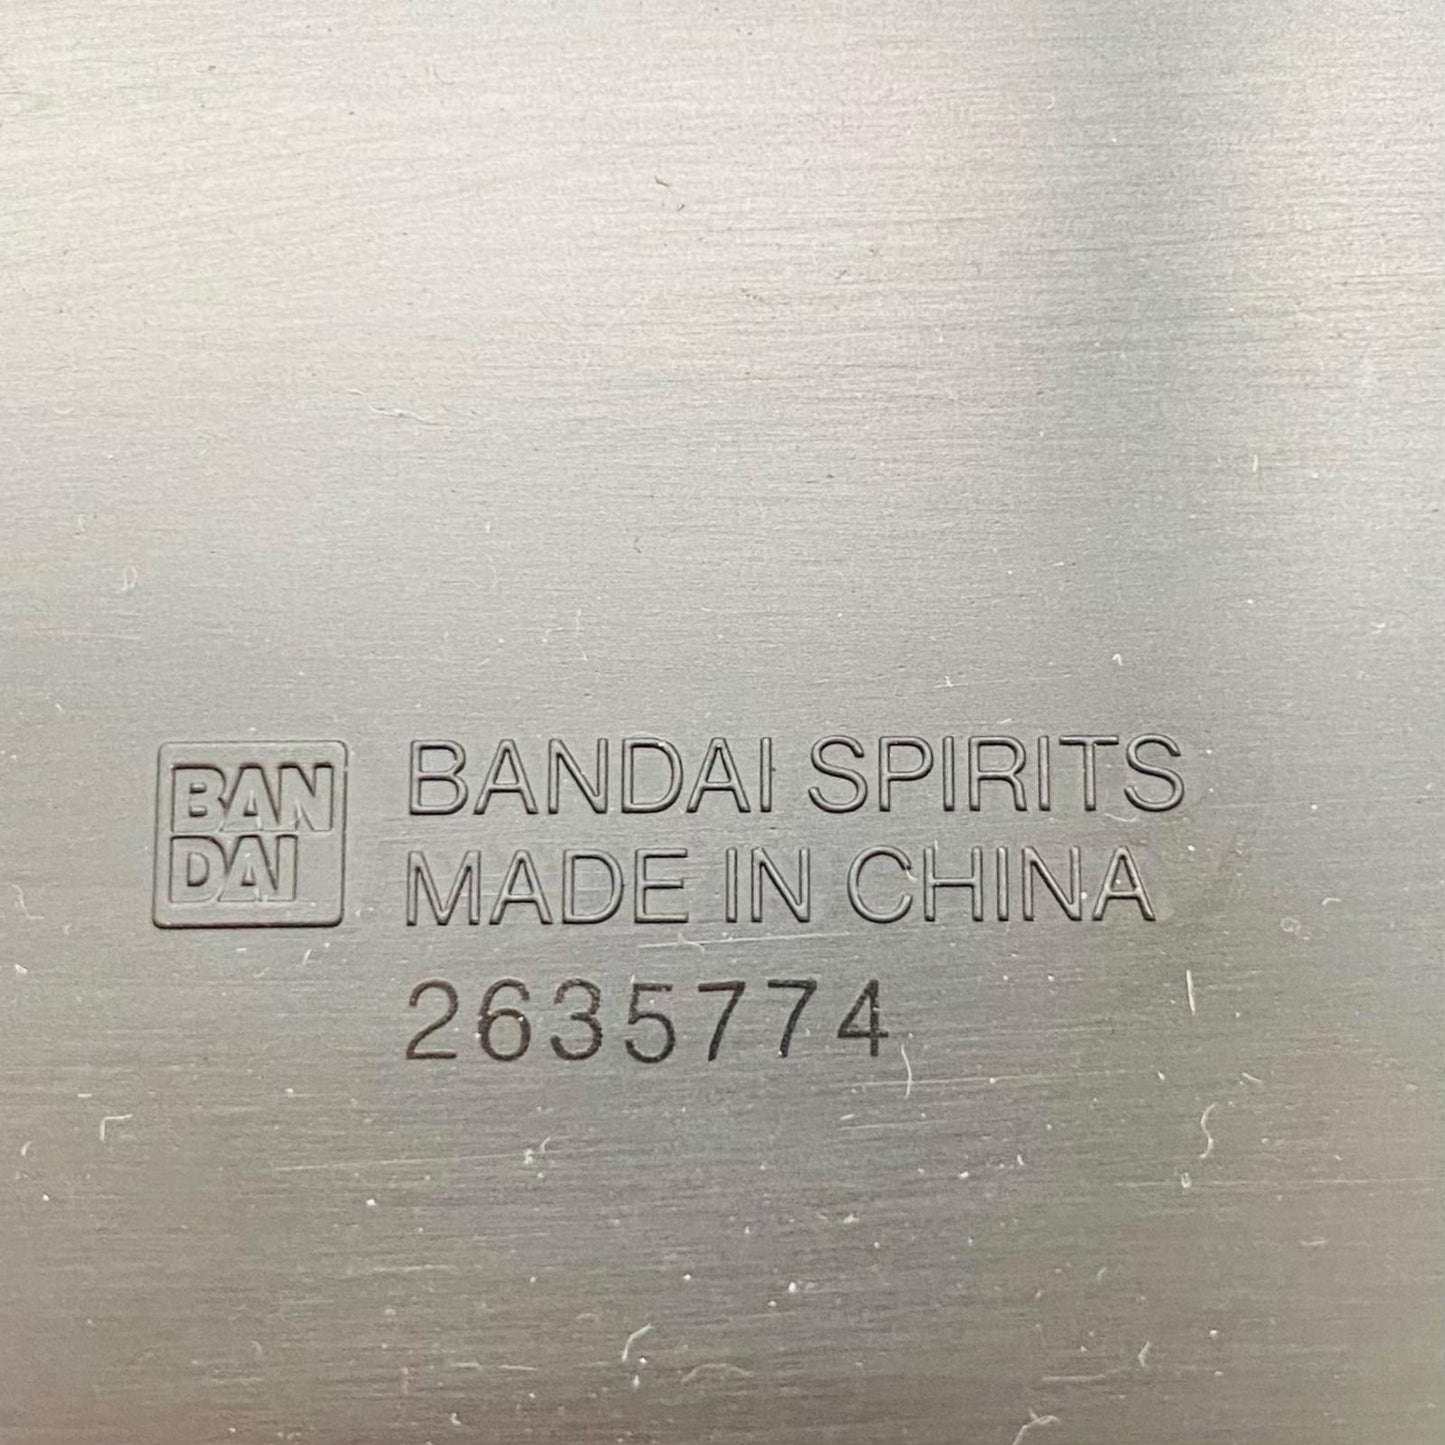 BAN
DAI
BANDAI SPIRITS
MADE IN CHINA
2635774